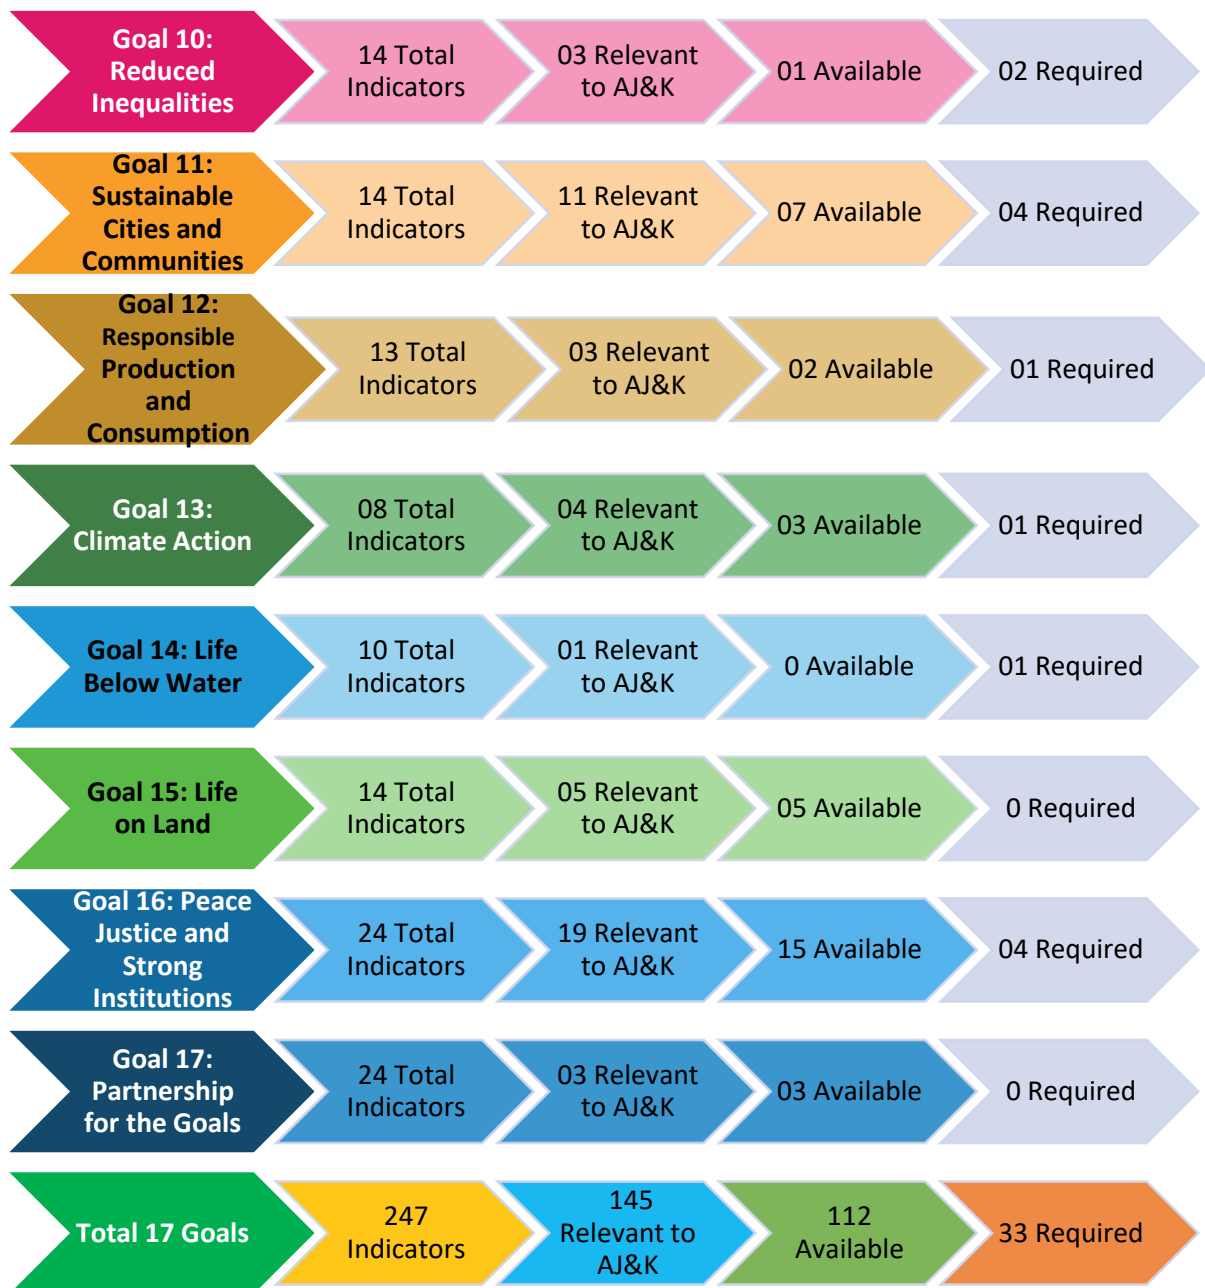 Goal 10:
Reduced
Inequalities
14 Total
Indicators
03 Relevant
to AJ&K
01 Available
02 Required
Goal 11:
Sustainable
Cities and
Communities
14 Total
Indicators
11 Relevant
to AJ&K
07 Available
04 Required
Goal 12:
Responsible
Production
and
Consumption
13 Total
Indicators
03 Relevant
to AJ&K
02 Available
01 Required
Goal 13:
Climate Action
08 Total
Indicators
04 Relevant
to AJ&K
03 Available
01 Required
Goal 14: Life
Below Water
10 Total
Indicators
01 Relevant
to AJ&K
0 Available
01 Required
Goal 15: Life
on Land
14 Total
Indicators
05 Relevant
to AJ&K
05 Available
0 Required
Goal 16: Peace
Justice and
Strong
Institutions
24 Total
Indicators
19 Relevant
to AJ&K
15 Available
04 Required
Goal 17:
Partnership
for the Goals
24 Total
Indicators
03 Relevant
to AJ&K
03 Available
0 Required
Total 17 Goals
247
Indicators
145
Relevant to
AJ&K
112
Available
33 Required